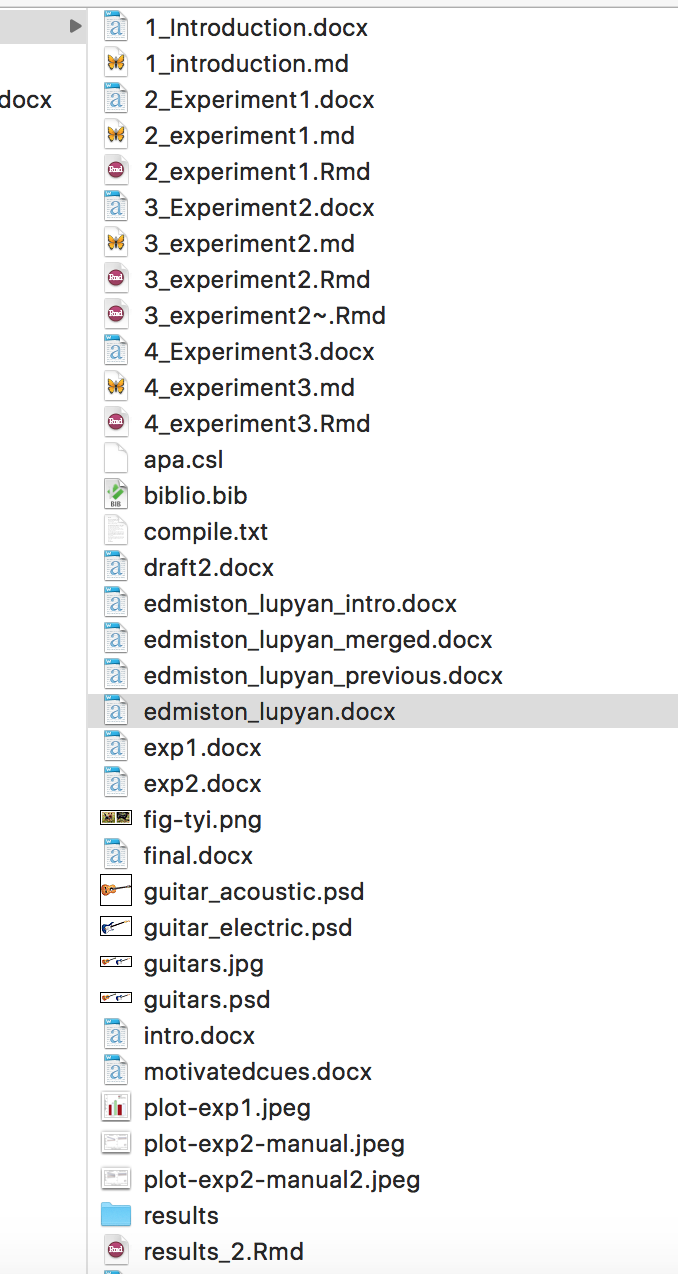 1_Introduction.docx
1_introduction.md
docx
2_Experiment1.docx
2_experiment1.md
2_experiment1.Rmd
3_Experiment2.docx
3_experiment2.md
3_experiment2.Rmd
3_experiment2~.Rmd
4_Experiment3.docx
4_experiment3.md
4_experiment3.Rmd
apa.csl
biblio.bib
compile.txt
draft2.docx
edmiston_lupyan_intro.docx
edmiston_lupyan_merged.docx
edmiston_lupyan_previous.docx
edmiston_lupyan.docx
exp1.docx
exp2.docx
fig-tyi.png
final.docx
guitar_acoustic.psd
guitar_electric.psd
guitars.jpg
guitars.psd
intro.docx
motivatedcues.docx
plot-exp1.jpeg
plot-exp2-manual.jpeg
plot-exp2-manual2.jpeg
results
results_2.Rmd